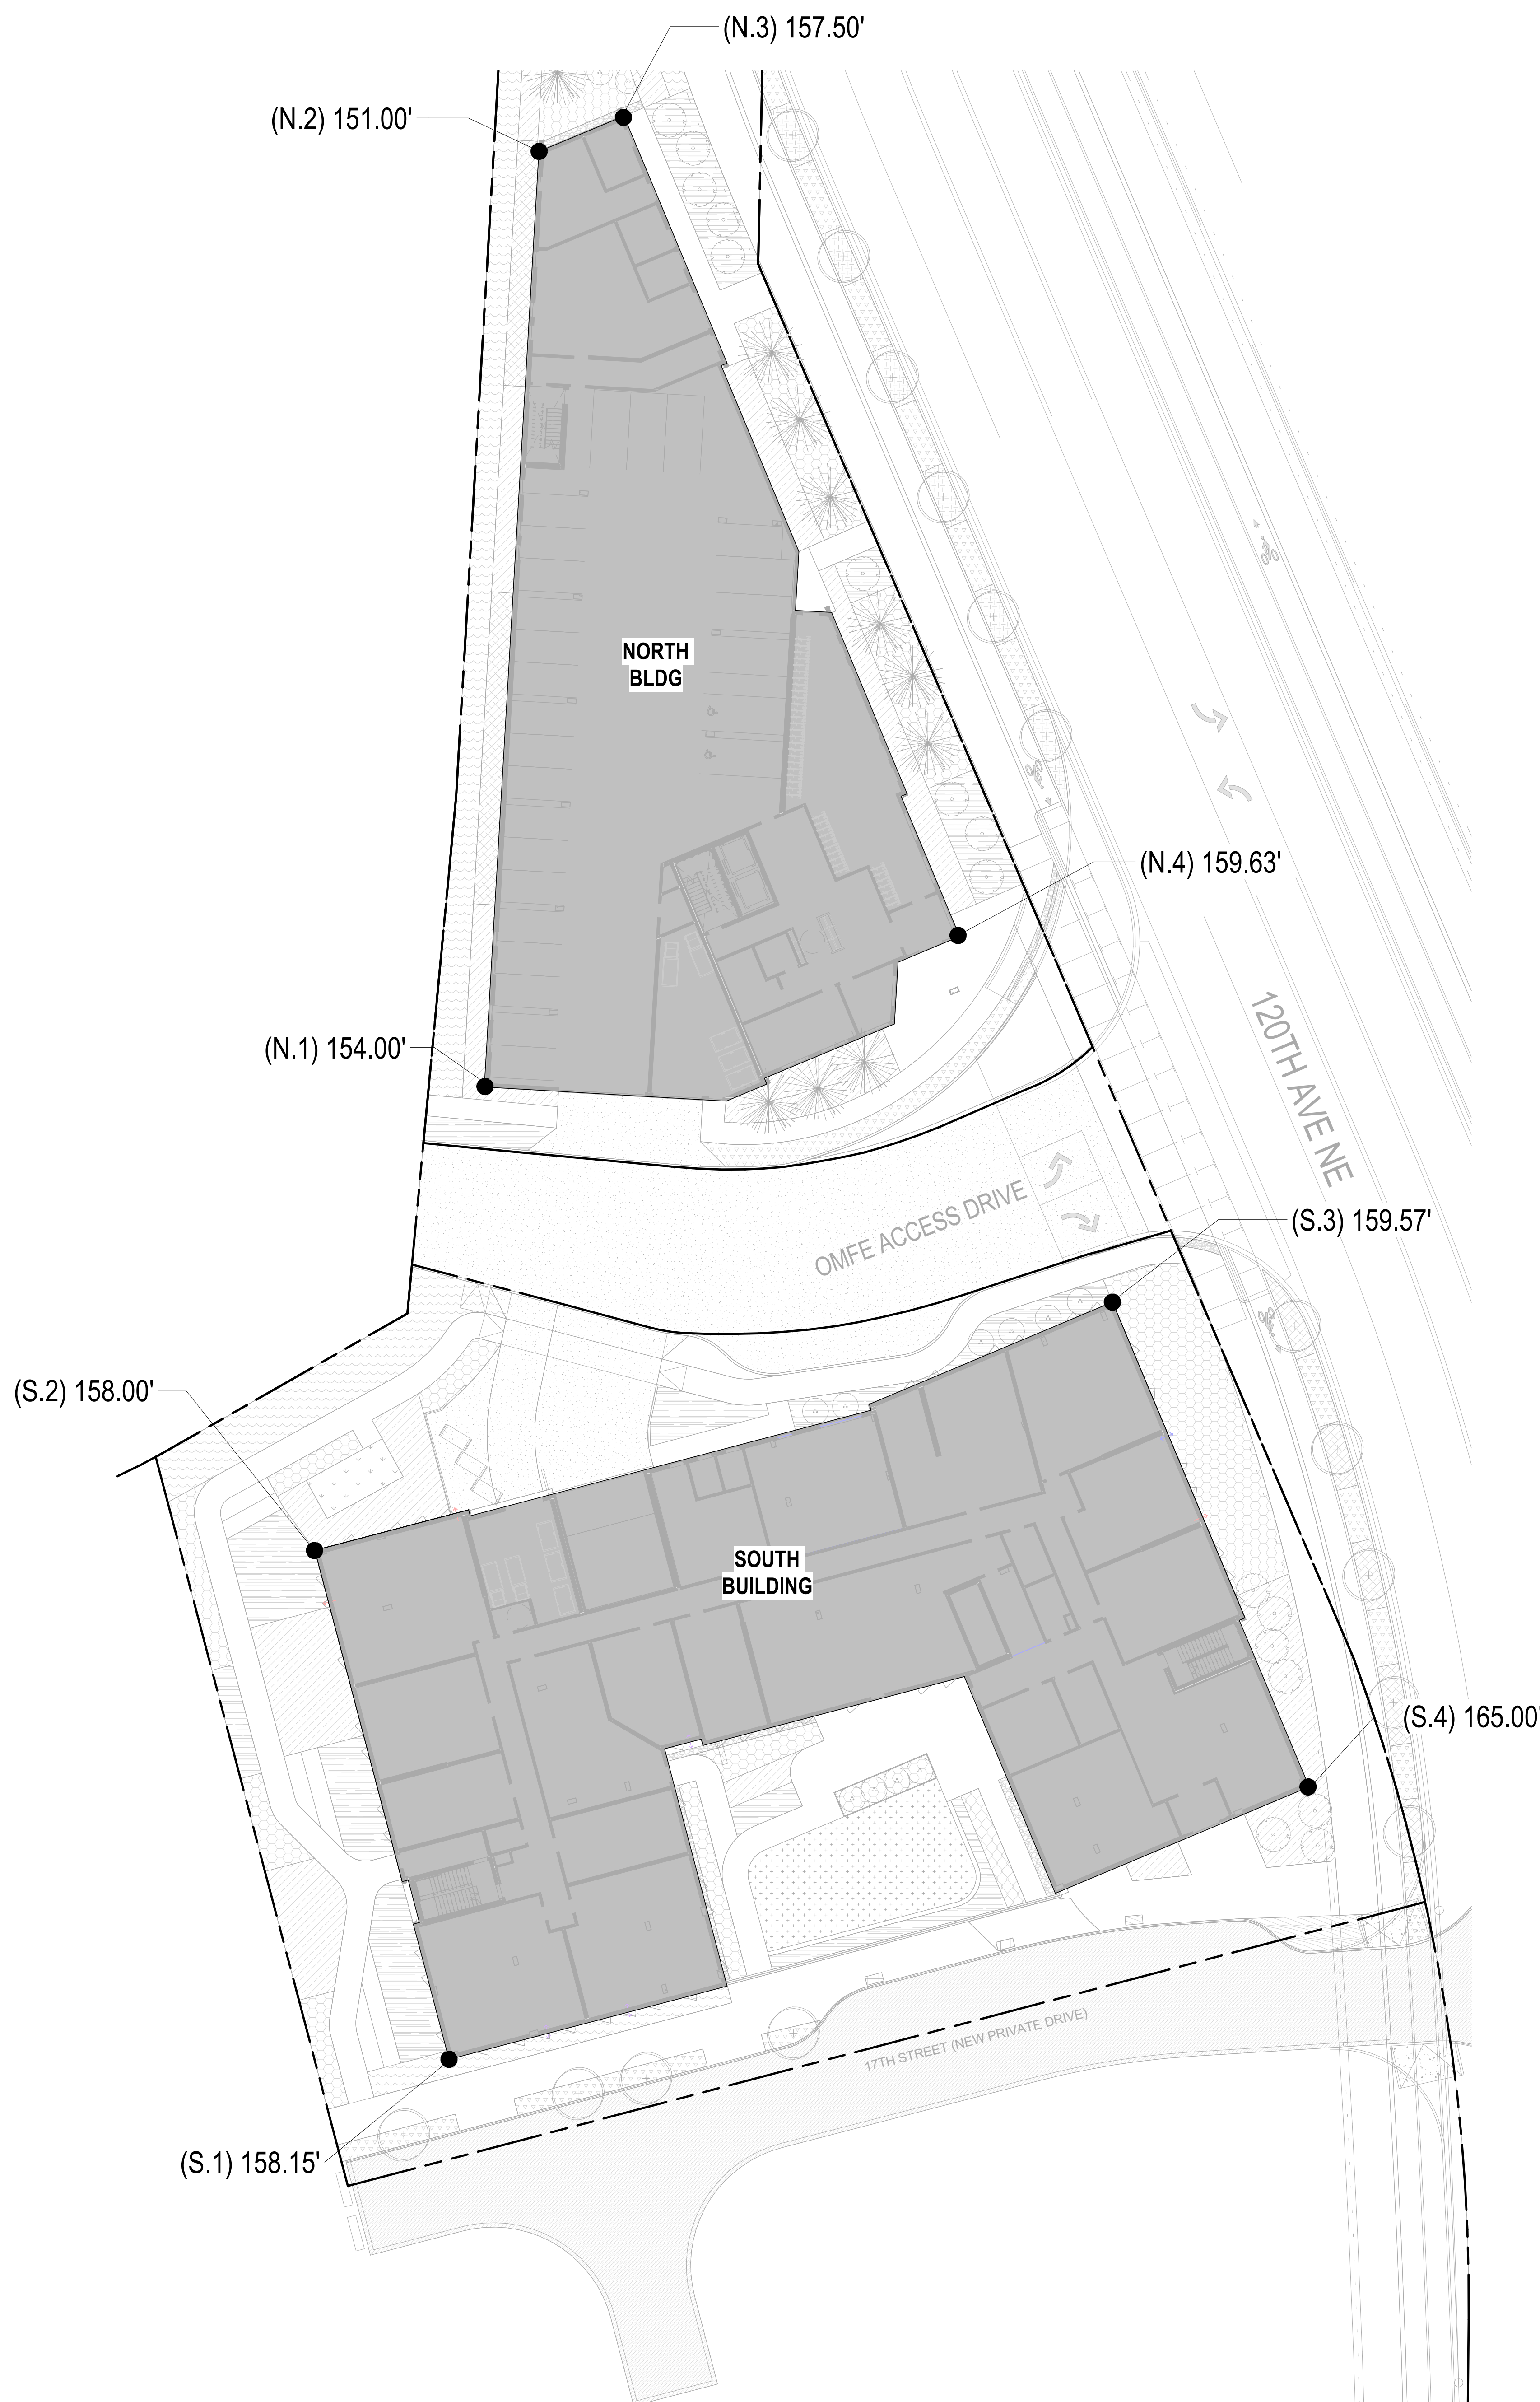 (N.3) 157.50'
(N.2) 151.00'
NORTH
BLDG
(N.4) 159.63'
(N.1) 154.00'
120TH AVE NE
OMFE ACCESS DRIVE
(S.3) 159.57'
(S.2) 158.00'
SOUTH
BUILDING
(S.4) 165.00'
17TH STREET (NEW PRIVATE DRIVE)
(S.1) 158.15'